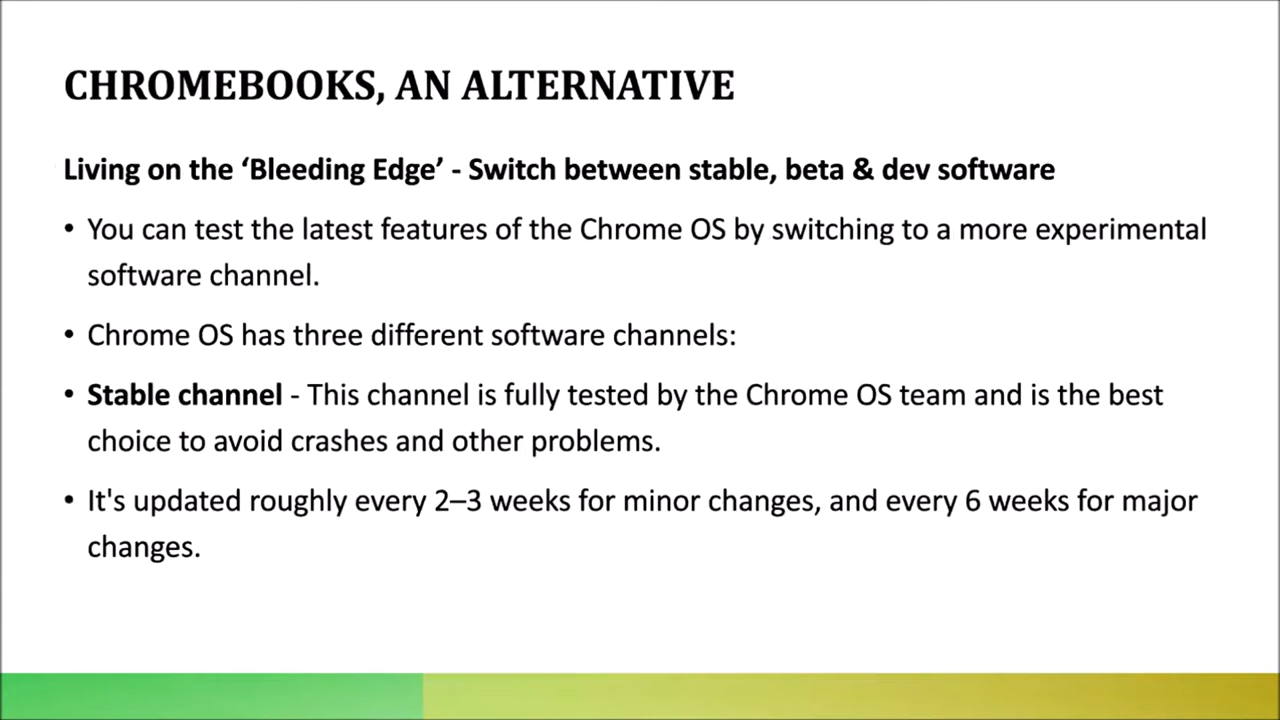 CHROMEBOOKS, AN ALTERNATIVE
Living on the ‘Bleeding Edge’ - Switch between stable, beta & dev software
• You can test the latest features of the Chrome OS by switching to a more experimental
software channel.
• Chrome OS has three different software channels:
• Stable channel - This channel is fully tested by the Chrome OS team and is the best
choice to avoid crashes and other problems.
• It's updated roughly every 2–3 weeks for minor changes, and every 6 weeks for major
changes.